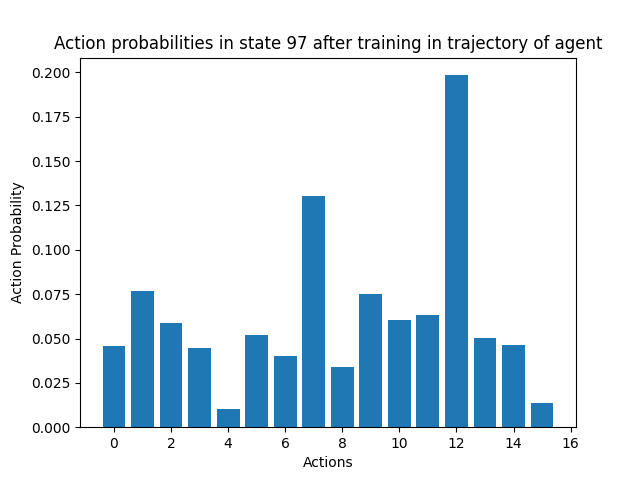 Action probabilities in state 97 after training in trajectory of agent
0.200
0.175
0.150
0.125
0.100
0.075
0.050
0.025
0.000
Action Probability
0 2 4 6 8 10 12 14 16
Actions